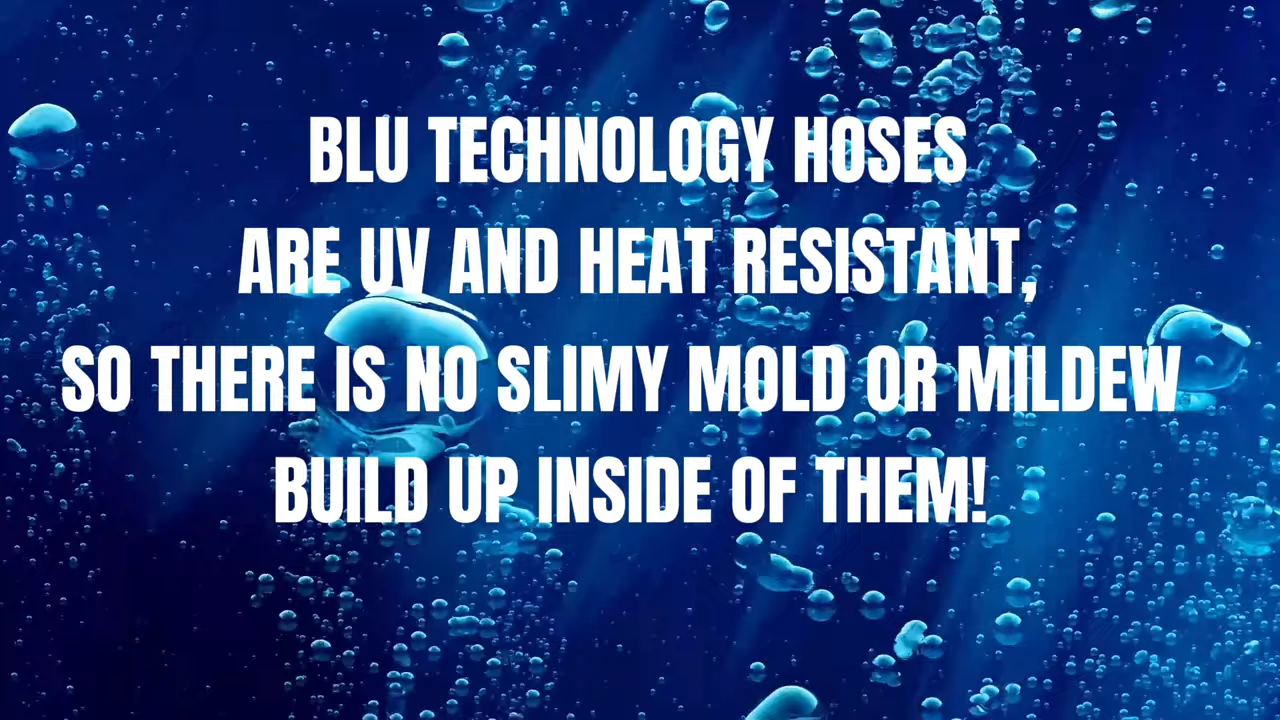 BLU TECHNOLOGY HOSES
ARE UV AND HEAT RESISTANT,
SO THERE IS NO SLIMY MOLD OR MILDEW
BUILD UP INSIDE OF THEM!